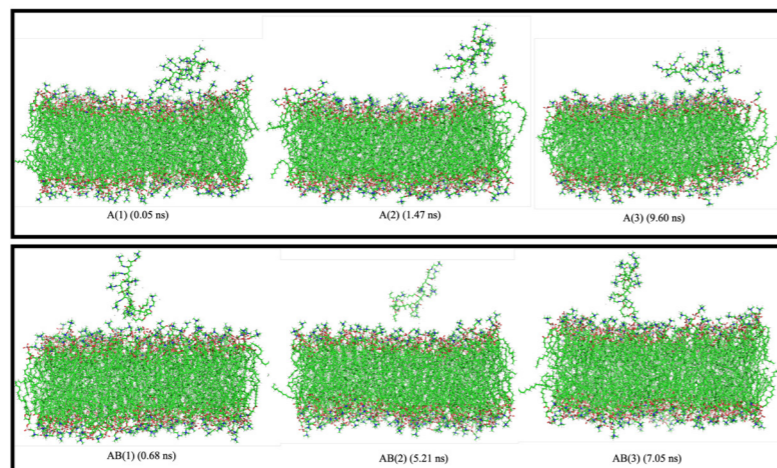 A(1) (0.05 ns)
A(2) (1.47 ns)
A(3) (9.60 ns)
AB(1) (0.68 ns)
AB(2) (5.21 ns)
AB(3) (7.05 ns)